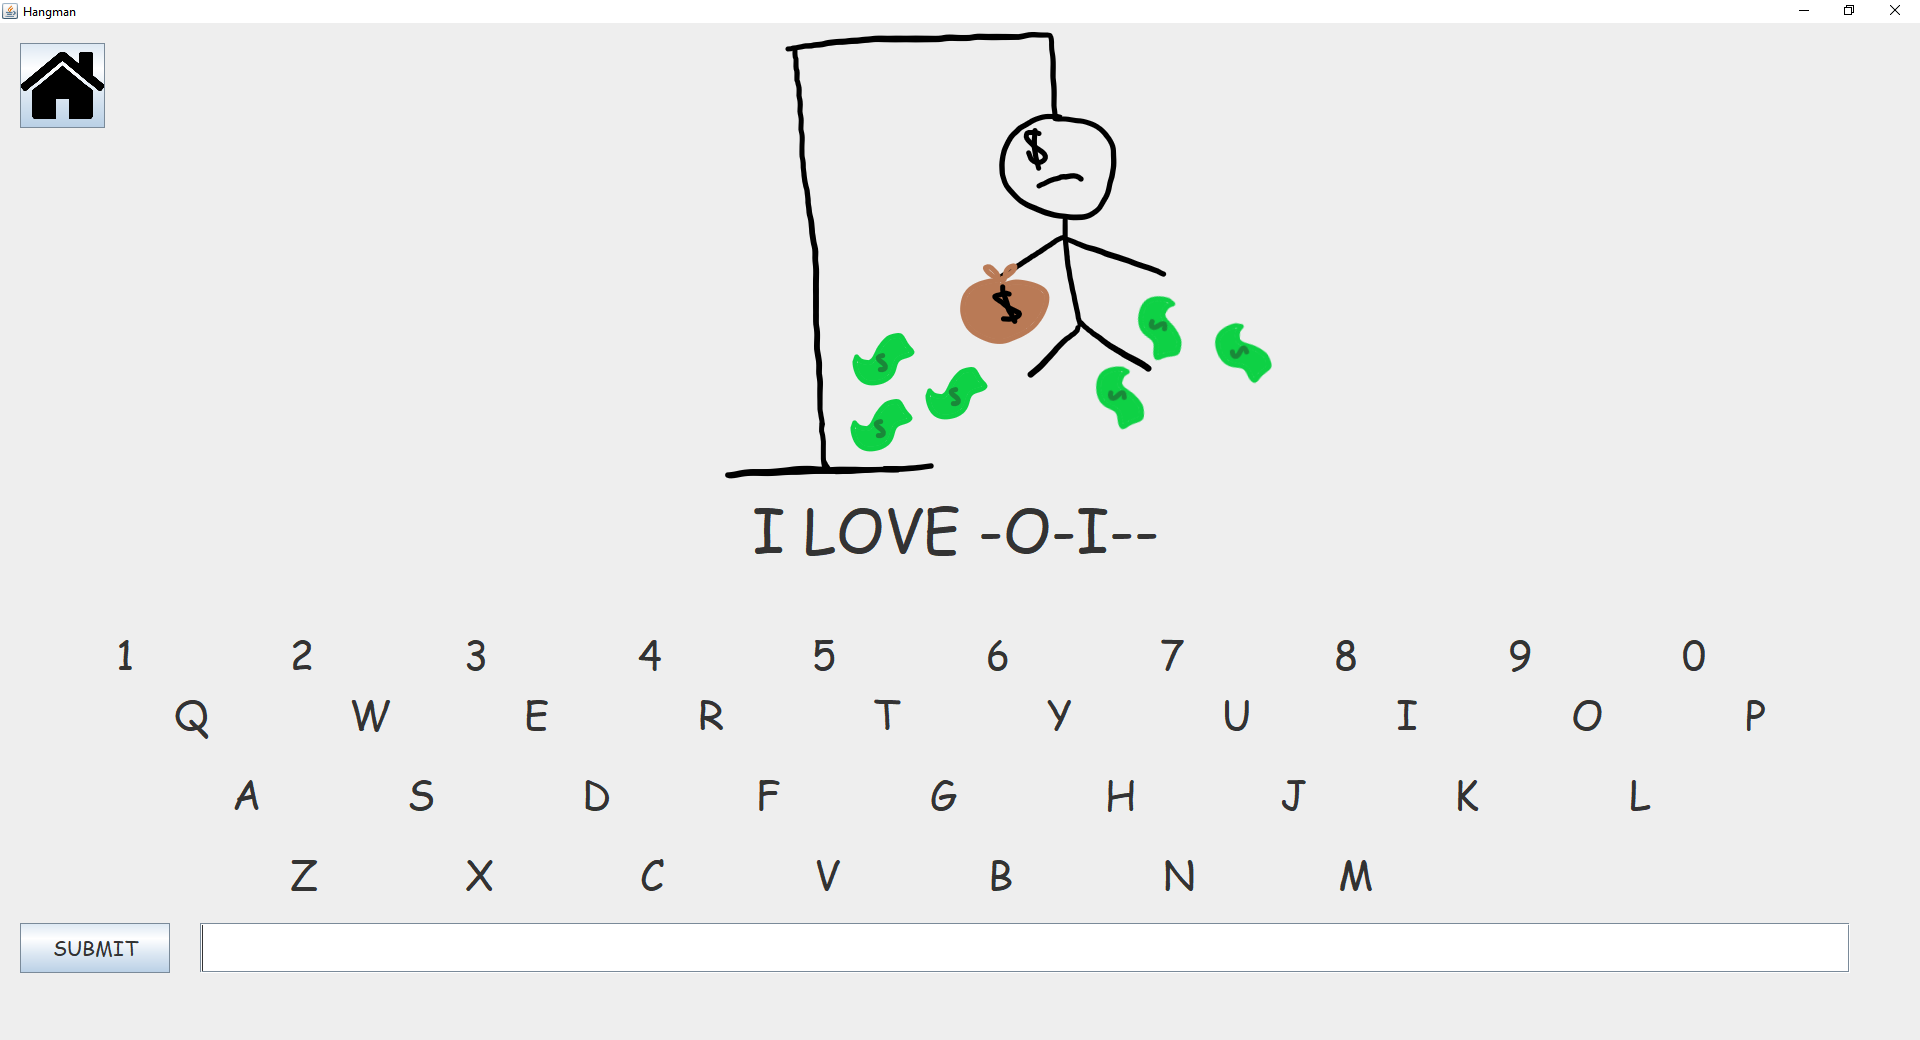 Hangman
$
$
S S
S S
S S
I LOVE -O-I--
1 2 3 4 5 6 7 8 9 0
Q W E R T Y U I O P
A S D F G H J K L
Z X C V B N M
SUBMIT